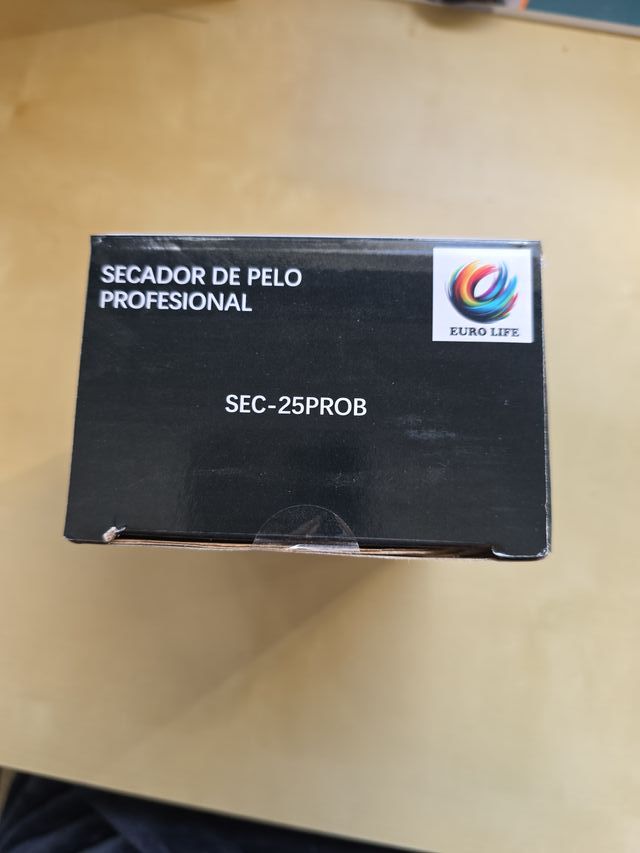 SECADOR DE PELO
PROFESIONAL
EURO LIFE
SEC-25PROB